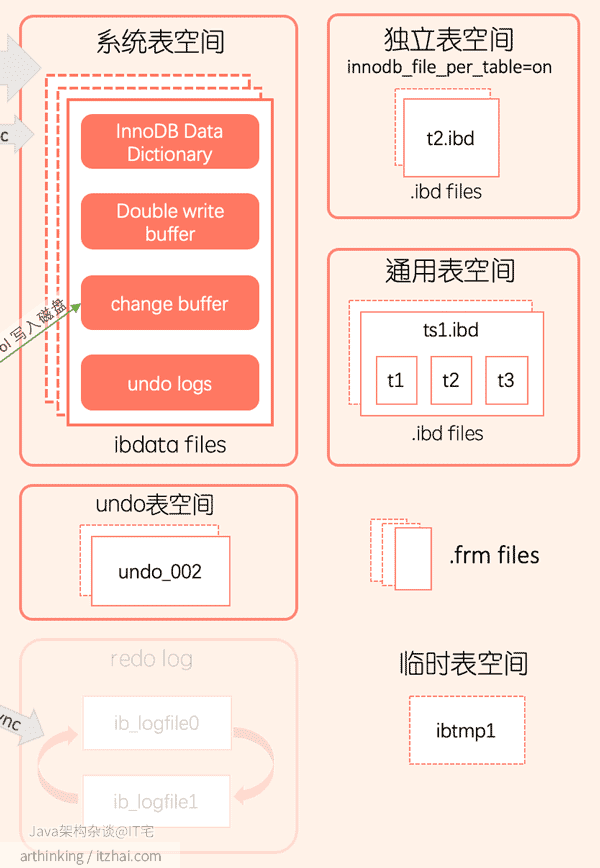 系统表空间
InnoDB Data
Dictionary
Double write
buffer
change buffer
undo logs
ibdata files
c
ol 写入磁盘
独立表空间
innodb_file_per_table=on
t2.ibd
.ibd files
通用表空间
ts1.ibd
t1 t2 t3
.ibd files
undo表空间
undo_002
.frm files
redo log
ib_logfile0
ib_logfile1
ync
临时表空间
ibtmp1
Java架构杂谈@IT宅
arthinking / itzhai.com